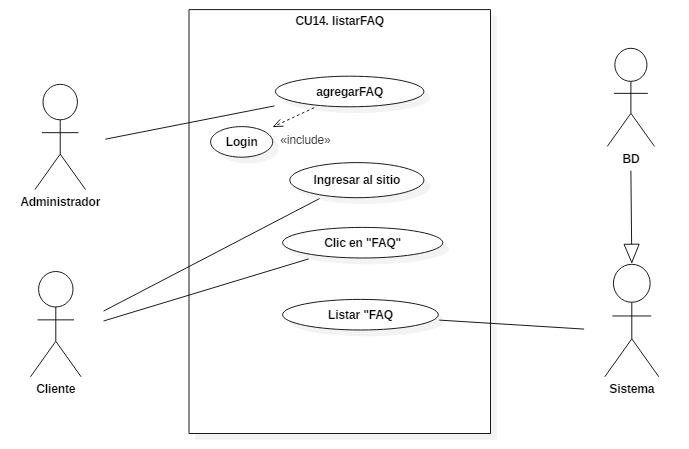 CU14. listarFAQ
agregarFAQ
Login
«include»
Ingresar al sitio
Clic en "FAQ"
Listar "FAQ
Administrador
Cliente
BD
Sistema